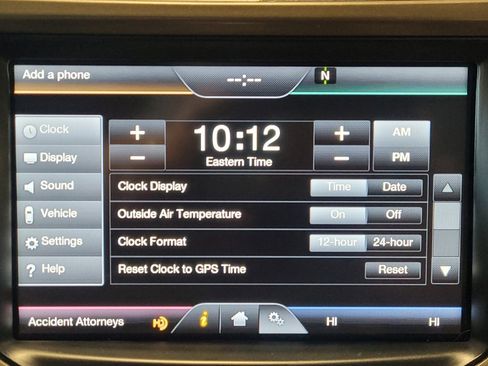 Add a phone --:-- N
Clock
Display
Sound
Vehicle
Settings
? Help
+ 10:12 + AM
− Eastern Time − PM
Clock Display Time Date
Outside Air Temperature On Off
Clock Format 12-hour 24-hour
Reset Clock to GPS Time Reset
Accident Attorneys HD i HI HI